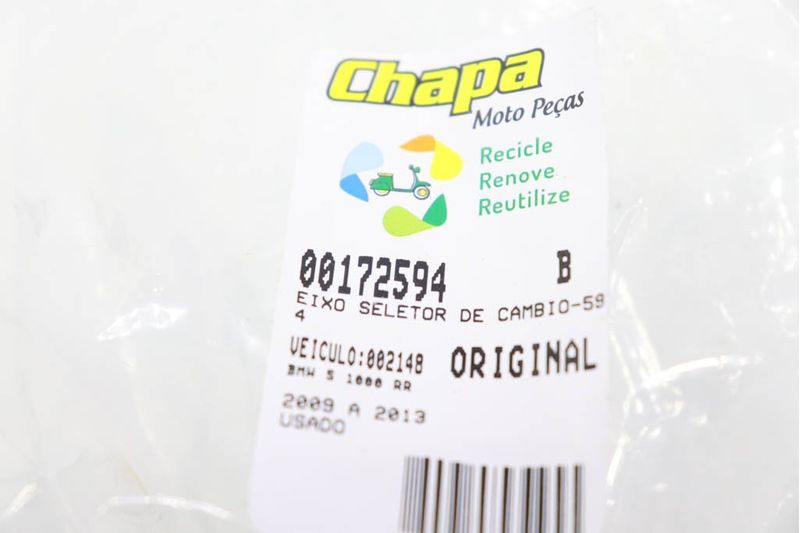 Chapa
Moto Peças
Recicle
Renove
Reutilize
00172594 B
EIXO SELETOR DE CAMBIO-59
4
VEICULO:002148 ORIGINAL
BMW S 1000 RR
2009 A 2013
USADO